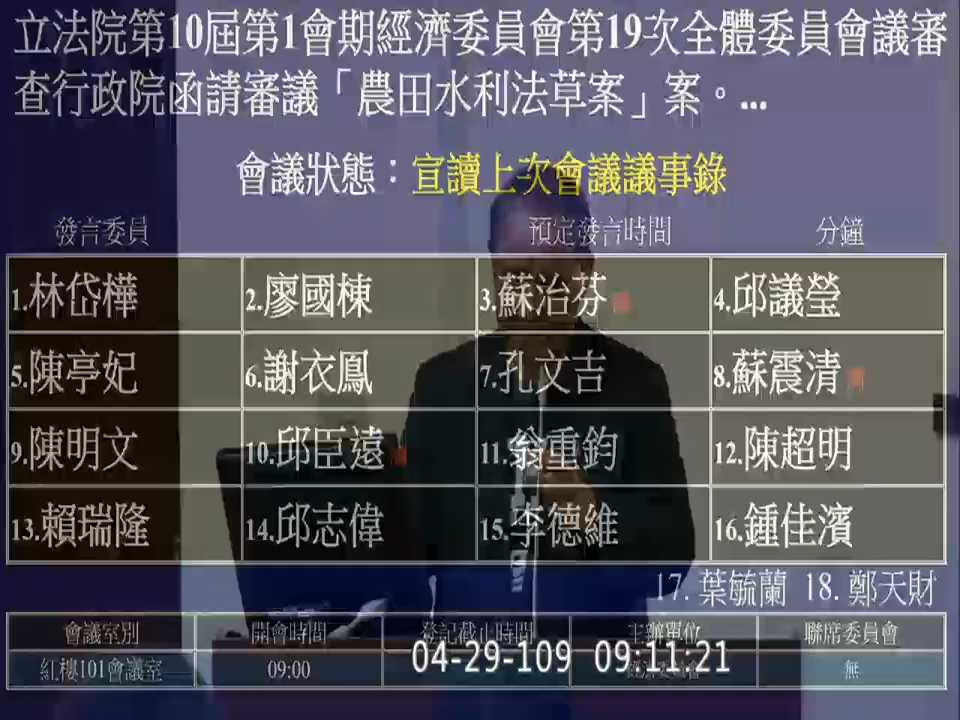 立法院第10屆第1會期經濟委員會第19次全體委員會議審
查行政院函請審議「農田水利法草案」案。...
會議狀態：宣讀上次會議議事錄
發言委員 預定發言時間 分鐘
1.林岱樺 2.廖國棟 3.蘇治芬 4.邱議瑩
5.陳亭妃 6.謝衣鳳 7.孔文吉 8.蘇震清
9.陳明文 10.邱臣遠 11.翁重鈞 12.陳超明
13.賴瑞隆 14.邱志偉 15.李德維 16.鍾佳濱
17. 葉毓蘭 18. 鄭天財
會議室別 開會時間 登記截止時間 主辦單位 聯席委員會
紅樓101會議室 09:00 經濟委員會 無
04-29-109 09:11:21